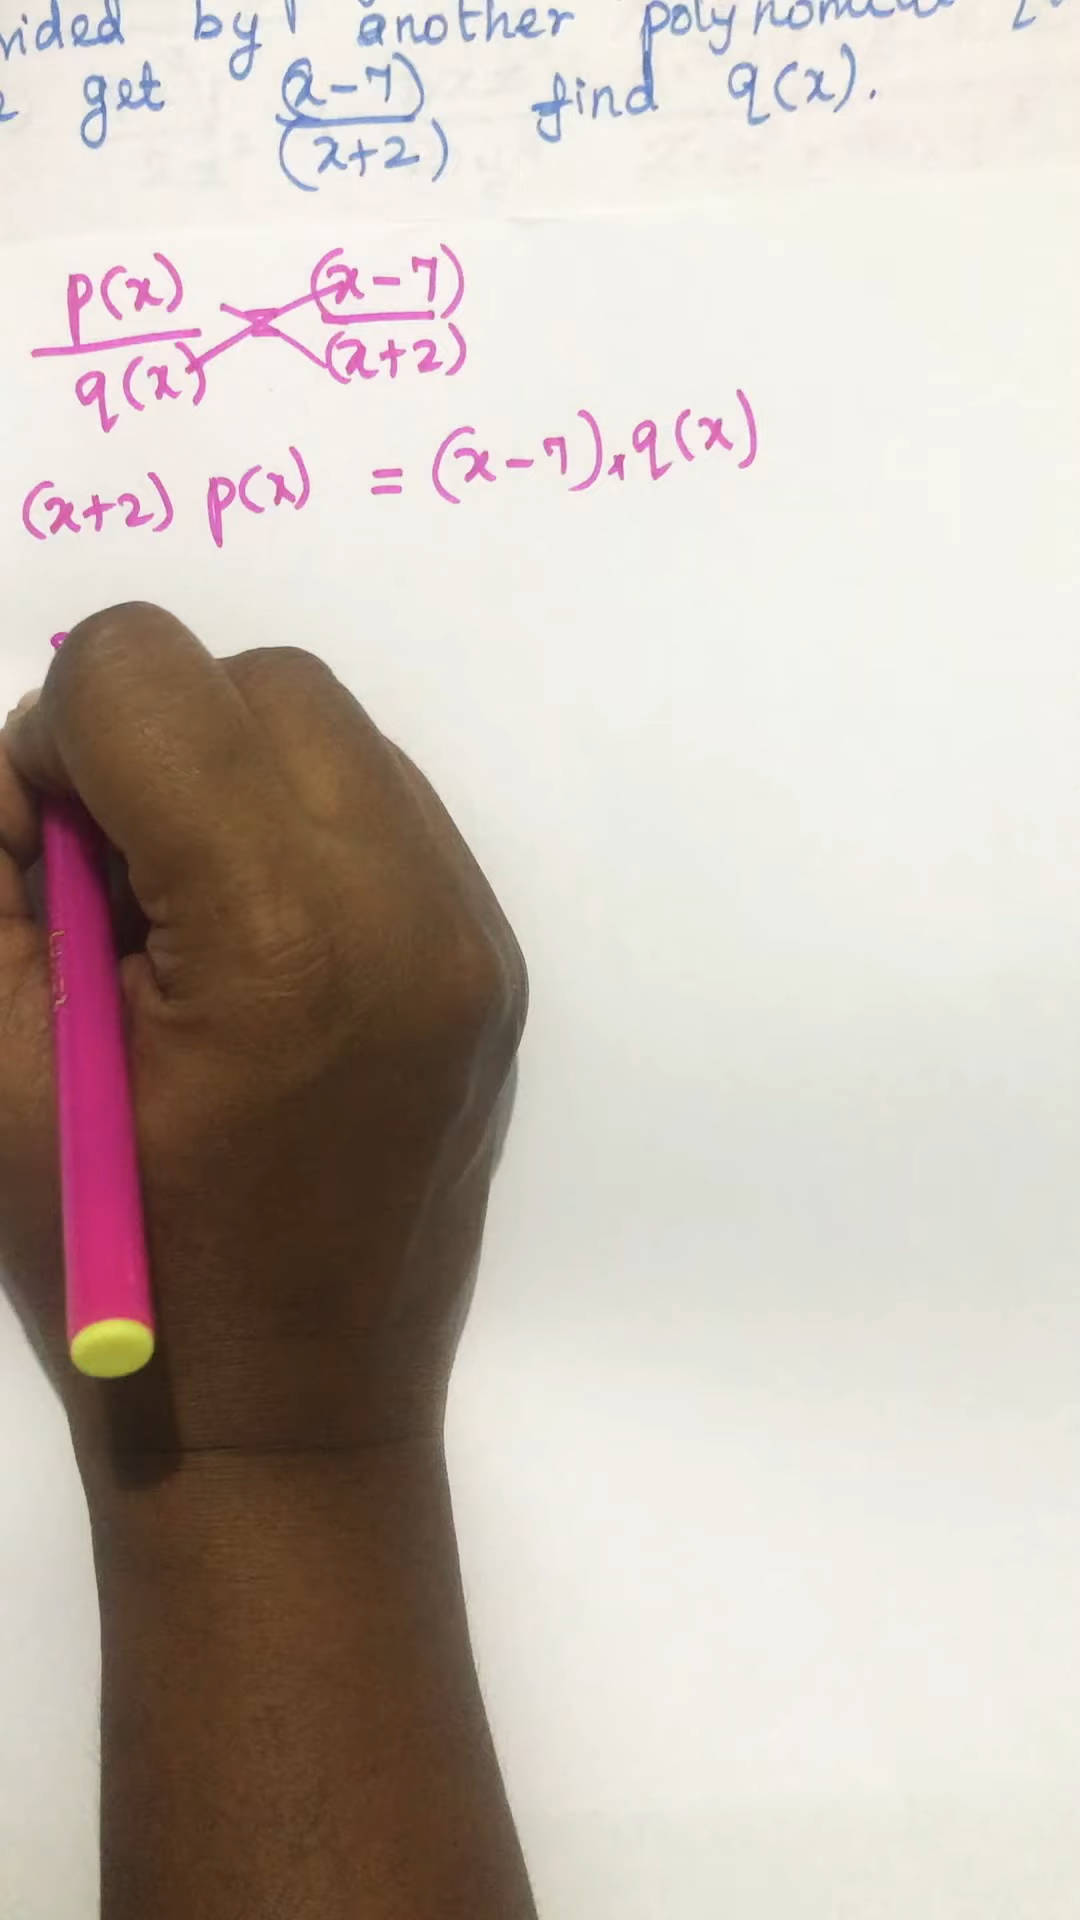 by another
get (x-7)/(x+2) find q(x).
p(x)/q(x) (x-7)/(x+2)
(x+2) p(x) = (x-7) × q(x)